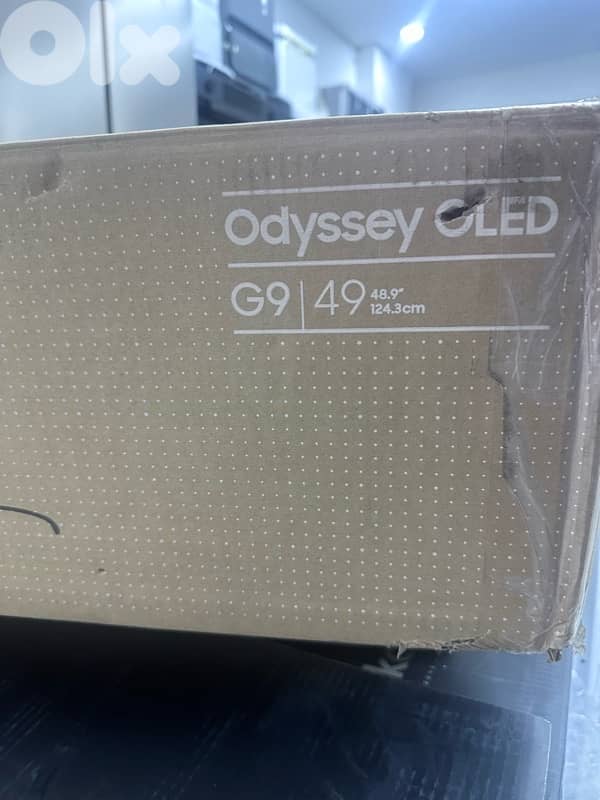 OLX
Odyssey OLED
G9 49 48.9"
124.3cm